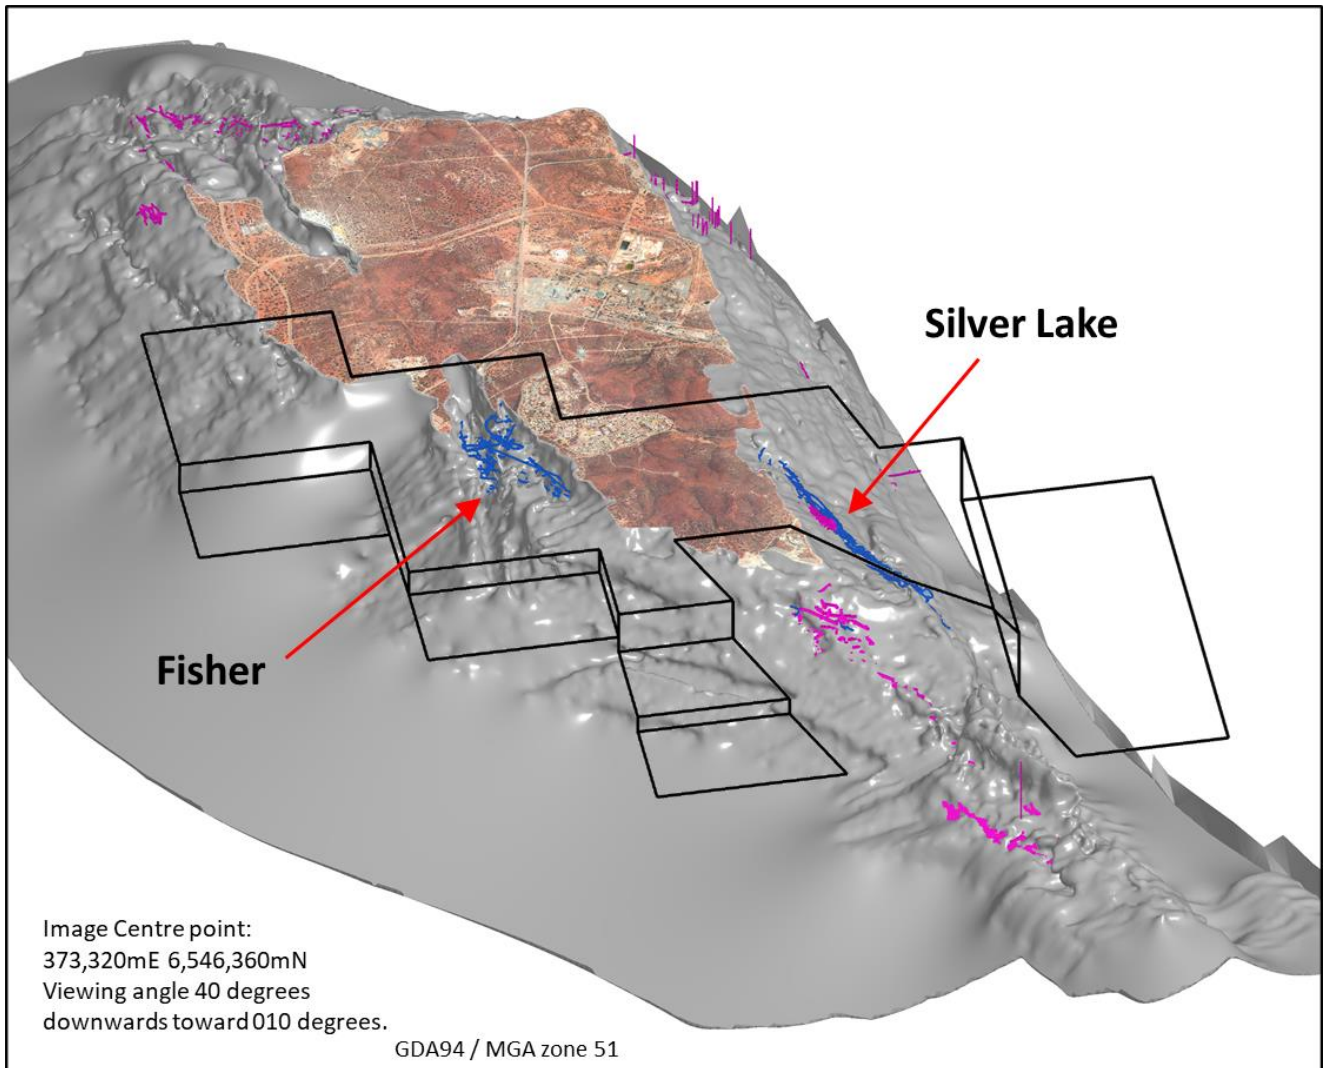 Silver Lake
Fisher
Image Centre point:
373,320mE 6,546,360mN
Viewing angle 40 degrees
downwards toward 010 degrees.
GDA94 / MGA zone 51